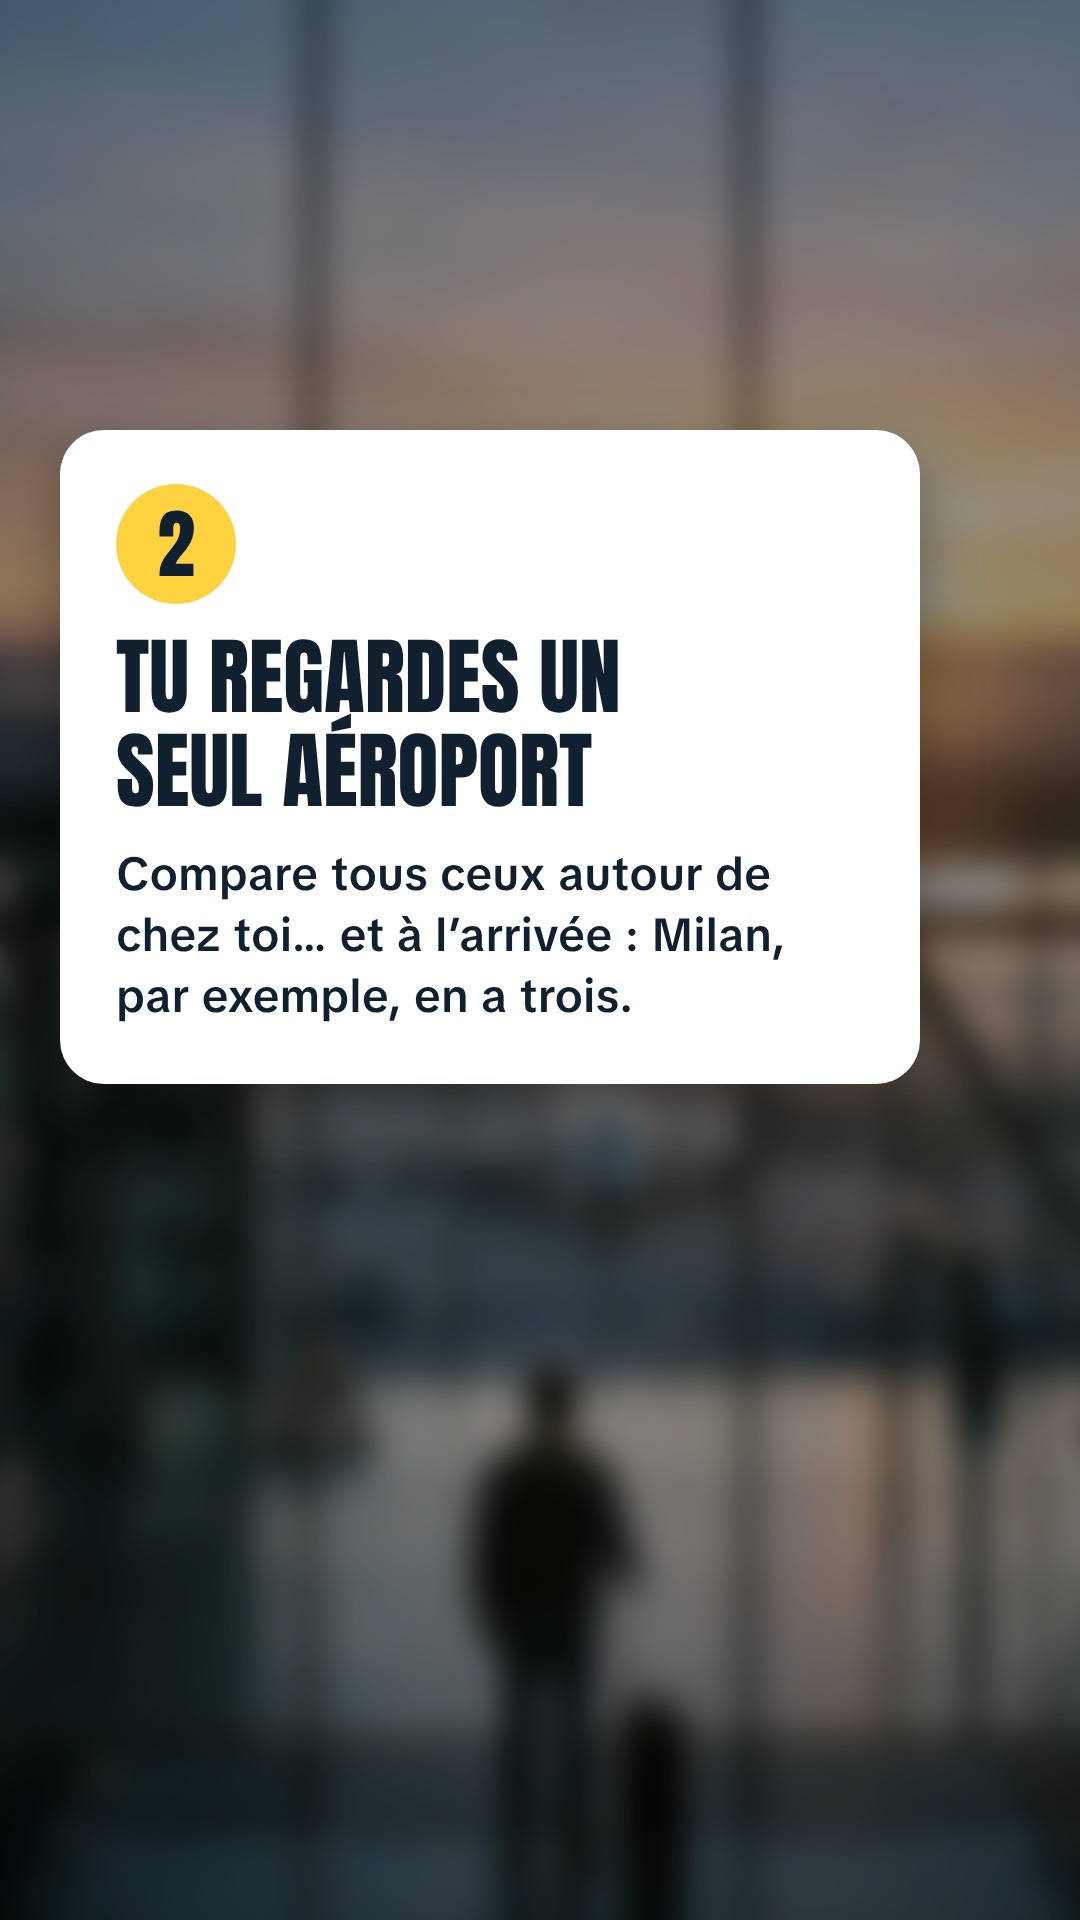 2
TU REGARDES UN
SEUL AÉROPORT
Compare tous ceux autour de
chez toi… et à l’arrivée : Milan,
par exemple, en a trois.